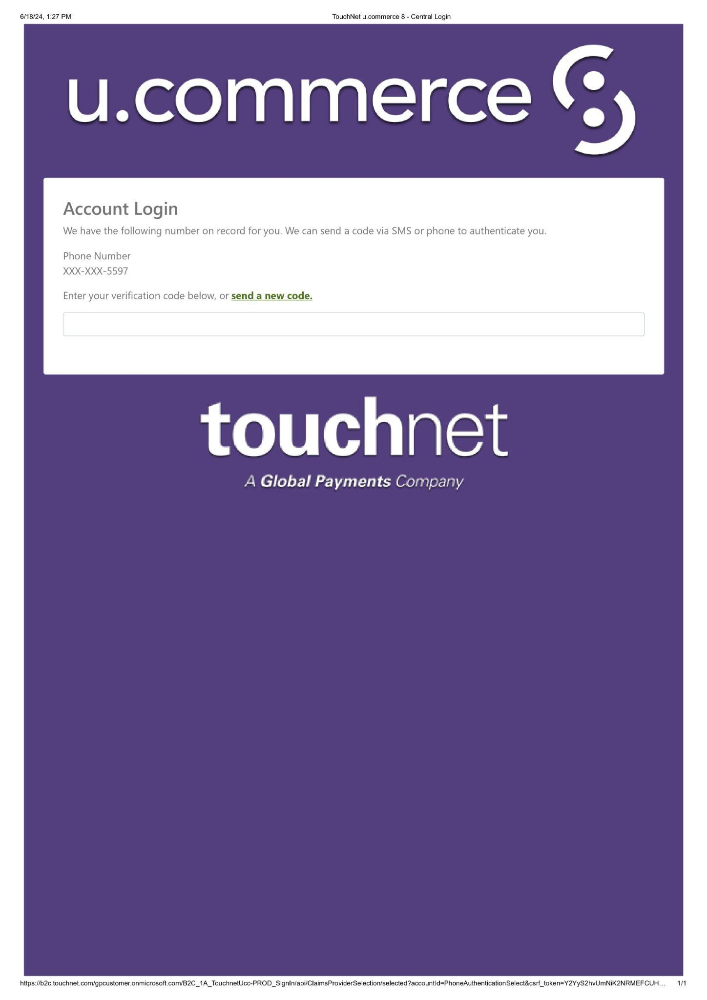 6/18/24, 1:27 PM
TouchNet u.commerce 8 - Central Login
u.commerce
Account Login
We have the following number on record for you. We can send a code via SMS or phone to authenticate you.
Phone Number
XXX-XXX-5597
Enter your verification code below, or send a new code.
touchnet
A Global Payments Company
https://b2c.touchnet.com/gpcustomer.onmicrosoft.com/B2C_1A_TouchnetUcc-PROD_SignIn/api/ClaimsProviderSelection/selected?accountId=PhoneAuthenticationSelect&csrf_token=Y2YyS2hvUmNiK2NRMEFCUH…
1/1